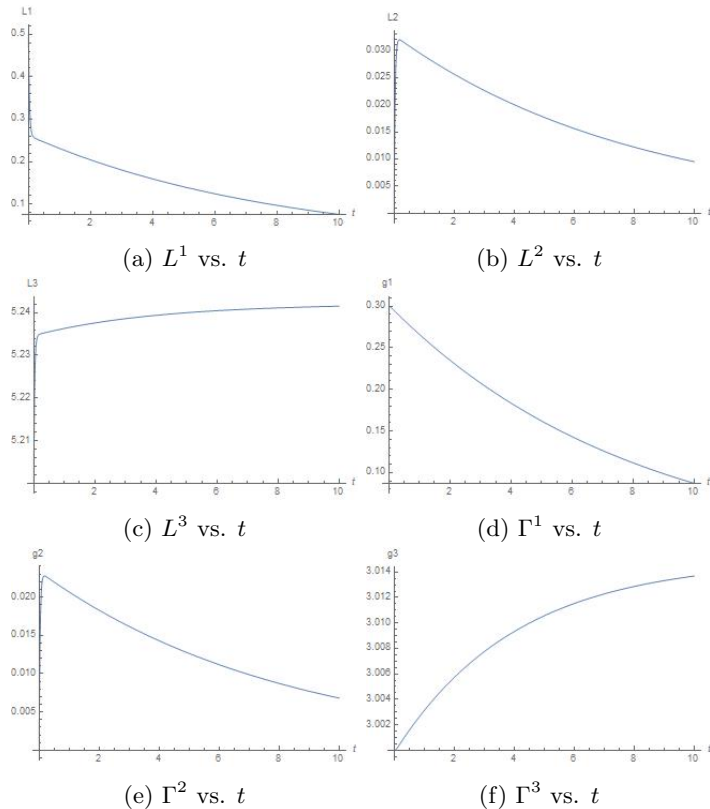 L1
0.5
0.4
0.3
0.2
0.1
2 4 6 8 10 t
(a) L¹ vs. t
L2
0.030
0.025
0.020
0.015
0.010
0.005
2 4 6 8 10 t
(b) L² vs. t
L3
5.24
5.23
5.22
5.21
2 4 6 8 10 t
(c) L³ vs. t
g1
0.30
0.25
0.20
0.15
0.10
2 4 6 8 10 t
(d) Γ¹ vs. t
g2
0.020
0.015
0.010
0.005
2 4 6 8 10 t
(e) Γ² vs. t
g3
3.014
3.012
3.010
3.008
3.006
3.004
3.002
2 4 6 8 10 t
(f) Γ³ vs. t